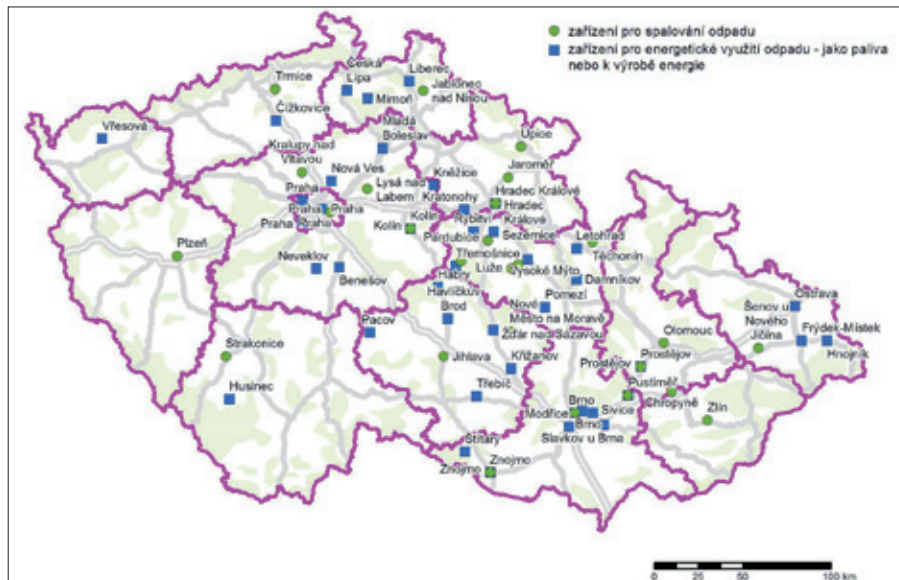 zařízení pro spalování odpadu
zařízení pro energetické využití odpadu - jako paliva
nebo k výrobě energie
Trmice
Česká
Lípa
Liberec
Jablonec
nad Nisou
Mimoň
Čížkovice
Vřesová
Mladá
Boleslav
Úpice
Kralupy nad
Vltavou
Nová Ves
Lysá nad
Labem
Kněžice
Jaroměř
Kratonohy
Hradec Králové
Hradec
Králové
Praha
Praha
Praha
Praha
Praha
Kolín
Kolín
Rybitví
Pardubice
Sezemice
Letohrad
Těchonín
Plzeň
Třemošnice
Luže
Vysoké Mýto
Damníkov
Neveklov
Benešov
Habry
Havlíčkův
Brod
Pomezí
Nové
Město na Moravě
Žďár nad Sázavou
Pacov
Strakonice
Husinec
Jihlava
Křižanov
Třebíč
Ostrava
Šenov u
Nového
Jičína
Frýdek-Místek
Hnojník
Olomouc
Prostějov
Prostějov
Pustiměř
Chropyně
Zlín
Brno
Modřice
Sivice
Brno
Slavkov u Brna
Štítary
Znojmo
Znojmo
0 25 50 100 km